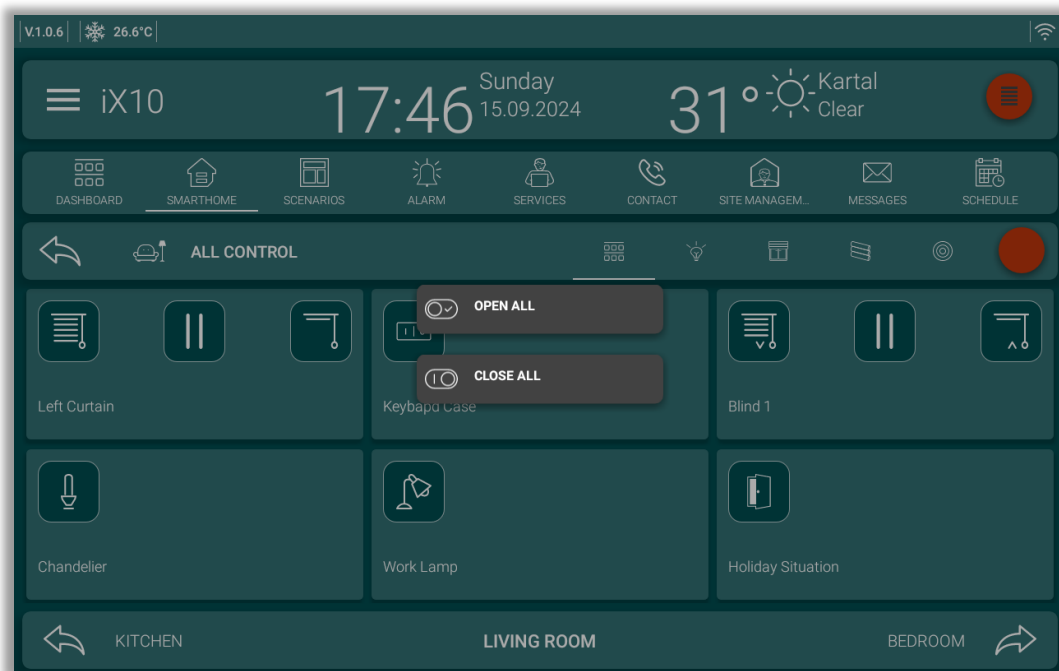 V.1.0.6 26.6°C
iX10
17:46
Sunday
15.09.2024
31°
Kartal
Clear
DASHBOARD SMARTHOME SCENARIOS ALARM SERVICES CONTACT SITE MANAGEM... MESSAGES SCHEDULE
ALL CONTROL
OPEN ALL
CLOSE ALL
Left Curtain Keybapd Case Blind 1
Chandelier Work Lamp Holiday Situation
KITCHEN LIVING ROOM BEDROOM